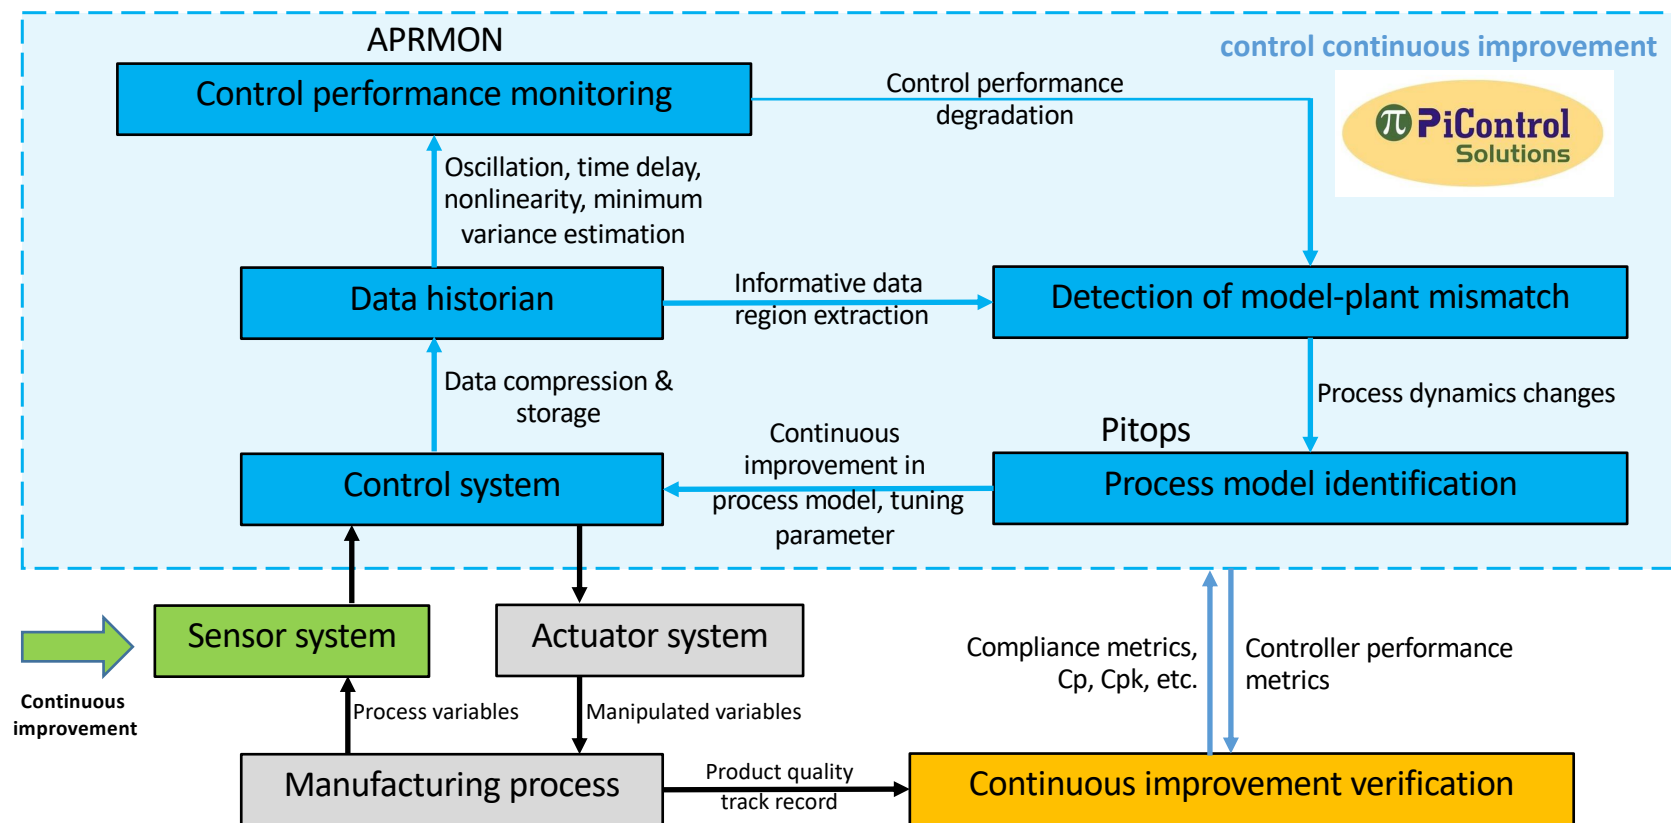 APRMON
control continuous improvement
Control performance monitoring
Control performance
degradation
π PiControl
Solutions
Oscillation, time delay,
nonlinearity, minimum
variance estimation
Data historian
Informative data
region extraction
Detection of model-plant mismatch
Data compression &
storage
Process dynamics changes
Pitops
Continuous
improvement in
process model, tuning
parameter
Control system
Process model identification
Sensor system
Actuator system
Continuous
improvement
Process variables
Manipulated variables
Compliance metrics,
Cp, Cpk, etc.
Controller performance
metrics
Manufacturing process
Product quality
track record
Continuous improvement verification